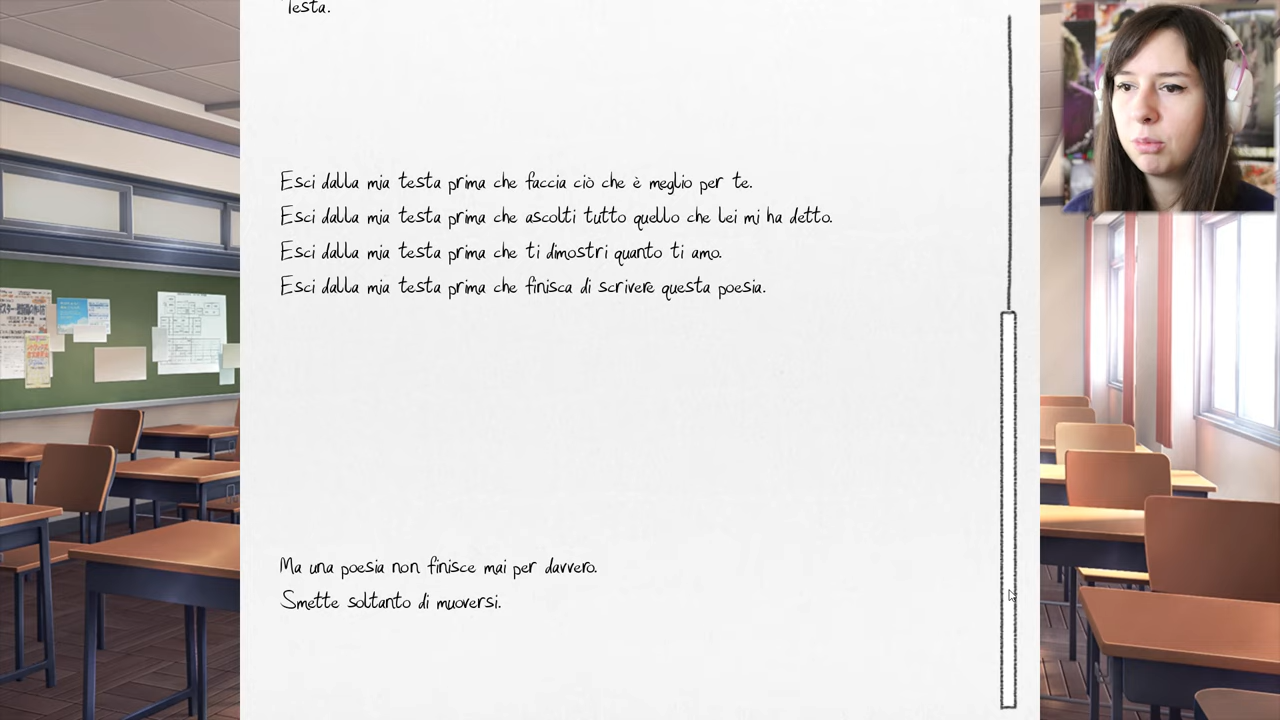 Testa.
Esci dalla mia testa prima che faccia ciò che è meglio per te.
Esci dalla mia testa prima che ascolti tutto quello che lei mi ha detto.
Esci dalla mia testa prima che ti dimostri quanto ti amo.
Esci dalla mia testa prima che finisca di scrivere questa poesia.
Ma una poesia non finisce mai per davvero.
Smette soltanto di muoversi.